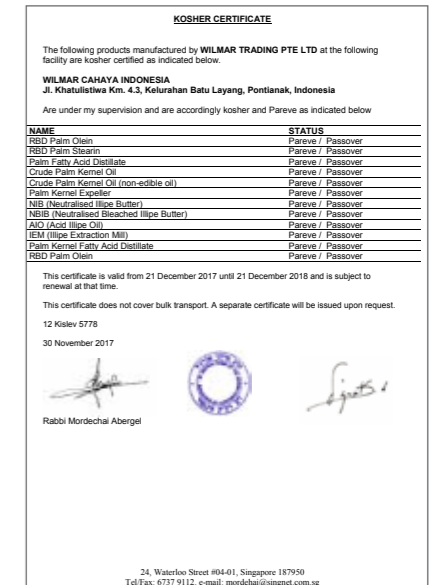 KOSHER CERTIFICATE
The following products manufactured by WILMAR TRADING PTE LTD at the following
facility are kosher certified as indicated below.
WILMAR CAHAYA INDONESIA
Jl. Khatulistiwa Km. 4.3, Kelurahan Batu Layang, Pontianak, Indonesia
Are under my supervision and are accordingly kosher and Pareve as indicated below
NAME STATUS
RBD Palm Olein Pareve / Passover
RBD Palm Stearin Pareve / Passover
Palm Fatty Acid Distillate Pareve / Passover
Crude Palm Kernel Oil Pareve / Passover
Crude Palm Kernel Oil (non-edible oil) Pareve / Passover
Palm Kernel Expeller Pareve / Passover
NIB (Neutralised Illipe Butter) Pareve / Passover
NBIB (Neutralised Bleached Illipe Butter) Pareve / Passover
AIO (Acid Illipe Oil) Pareve / Passover
IEM (Illipe Extraction Mill) Pareve / Passover
Palm Kernel Fatty Acid Distillate Pareve / Passover
RBD Palm Olein Pareve / Passover
This certificate is valid from 21 December 2017 until 21 December 2018 and is subject to
renewal at that time.
This certificate does not cover bulk transport. A separate certificate will be issued upon request.
12 Kislev 5778
30 November 2017
Rabbi Mordechai Abergel
24, Waterloo Street #04-01, Singapore 187950
Tel/Fax: 6737 9112, e-mail: mordehai@singnet.com.sg